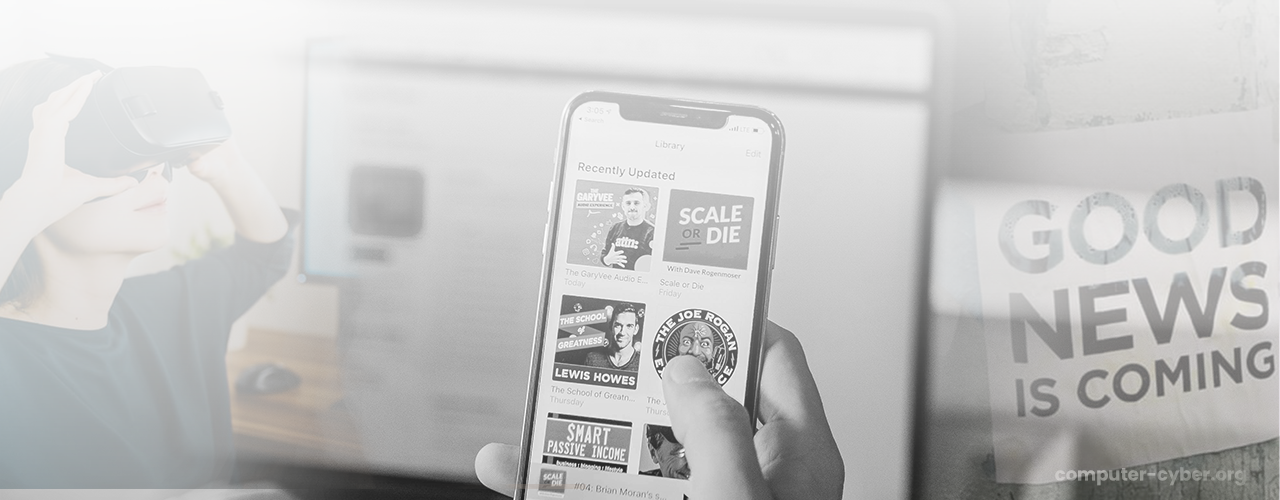 Library
Edit
Recently Updated
THE
GARYVEE
AUDIO EXPERIENCE
SCALE
OR DIE
With Dave Rogenmoser
The GaryVee Audio E...
Today
Scale or Die
Friday
THE SCHOOL
of
GREATNESS
LEWIS HOWES
THE JOE ROGAN
The School of Greatn...
Thursday
SMART
PASSIVE INCOME
SCALE
OR DIE
#04: Brian Moran's s...
GOOD
NEWS
IS COMING
computer-cyber.org